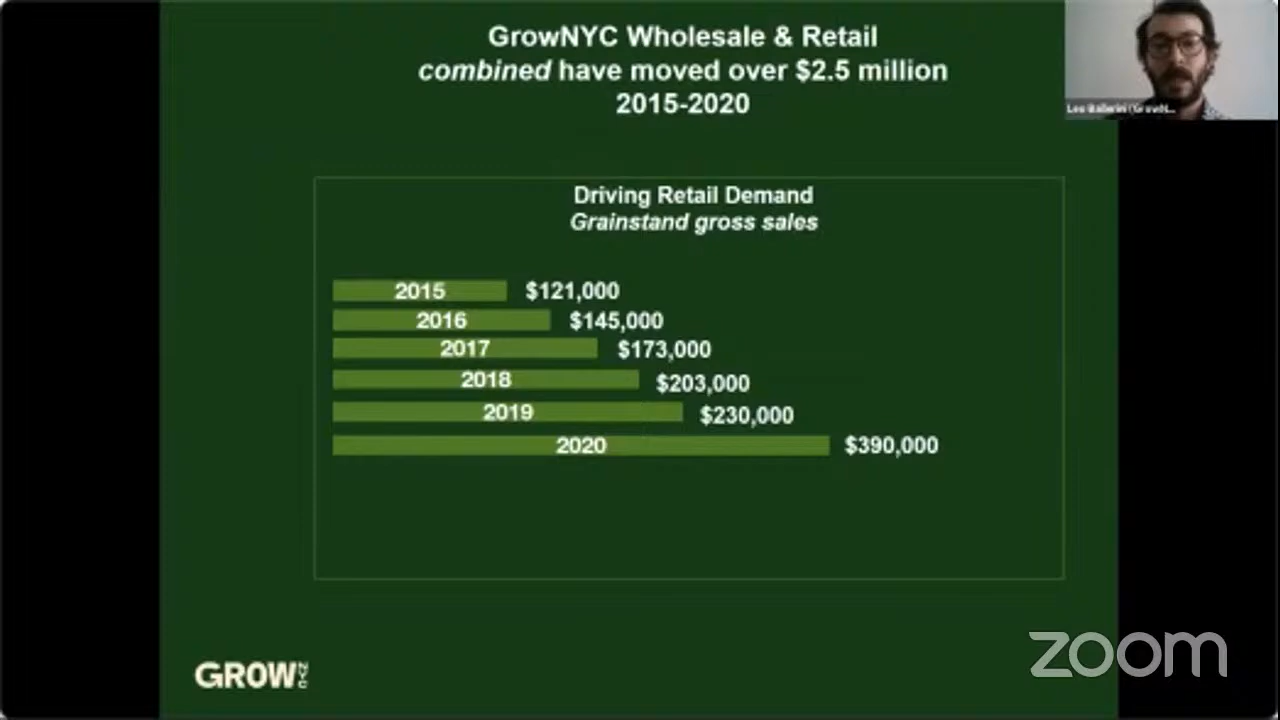 GrowNYC Wholesale & Retail
combined have moved over $2.5 million
2015-2020
Driving Retail Demand
Grainstand gross sales
2015 $121,000
2016 $145,000
2017 $173,000
2018 $203,000
2019 $230,000
2020 $390,000
GROW NYC
zoom